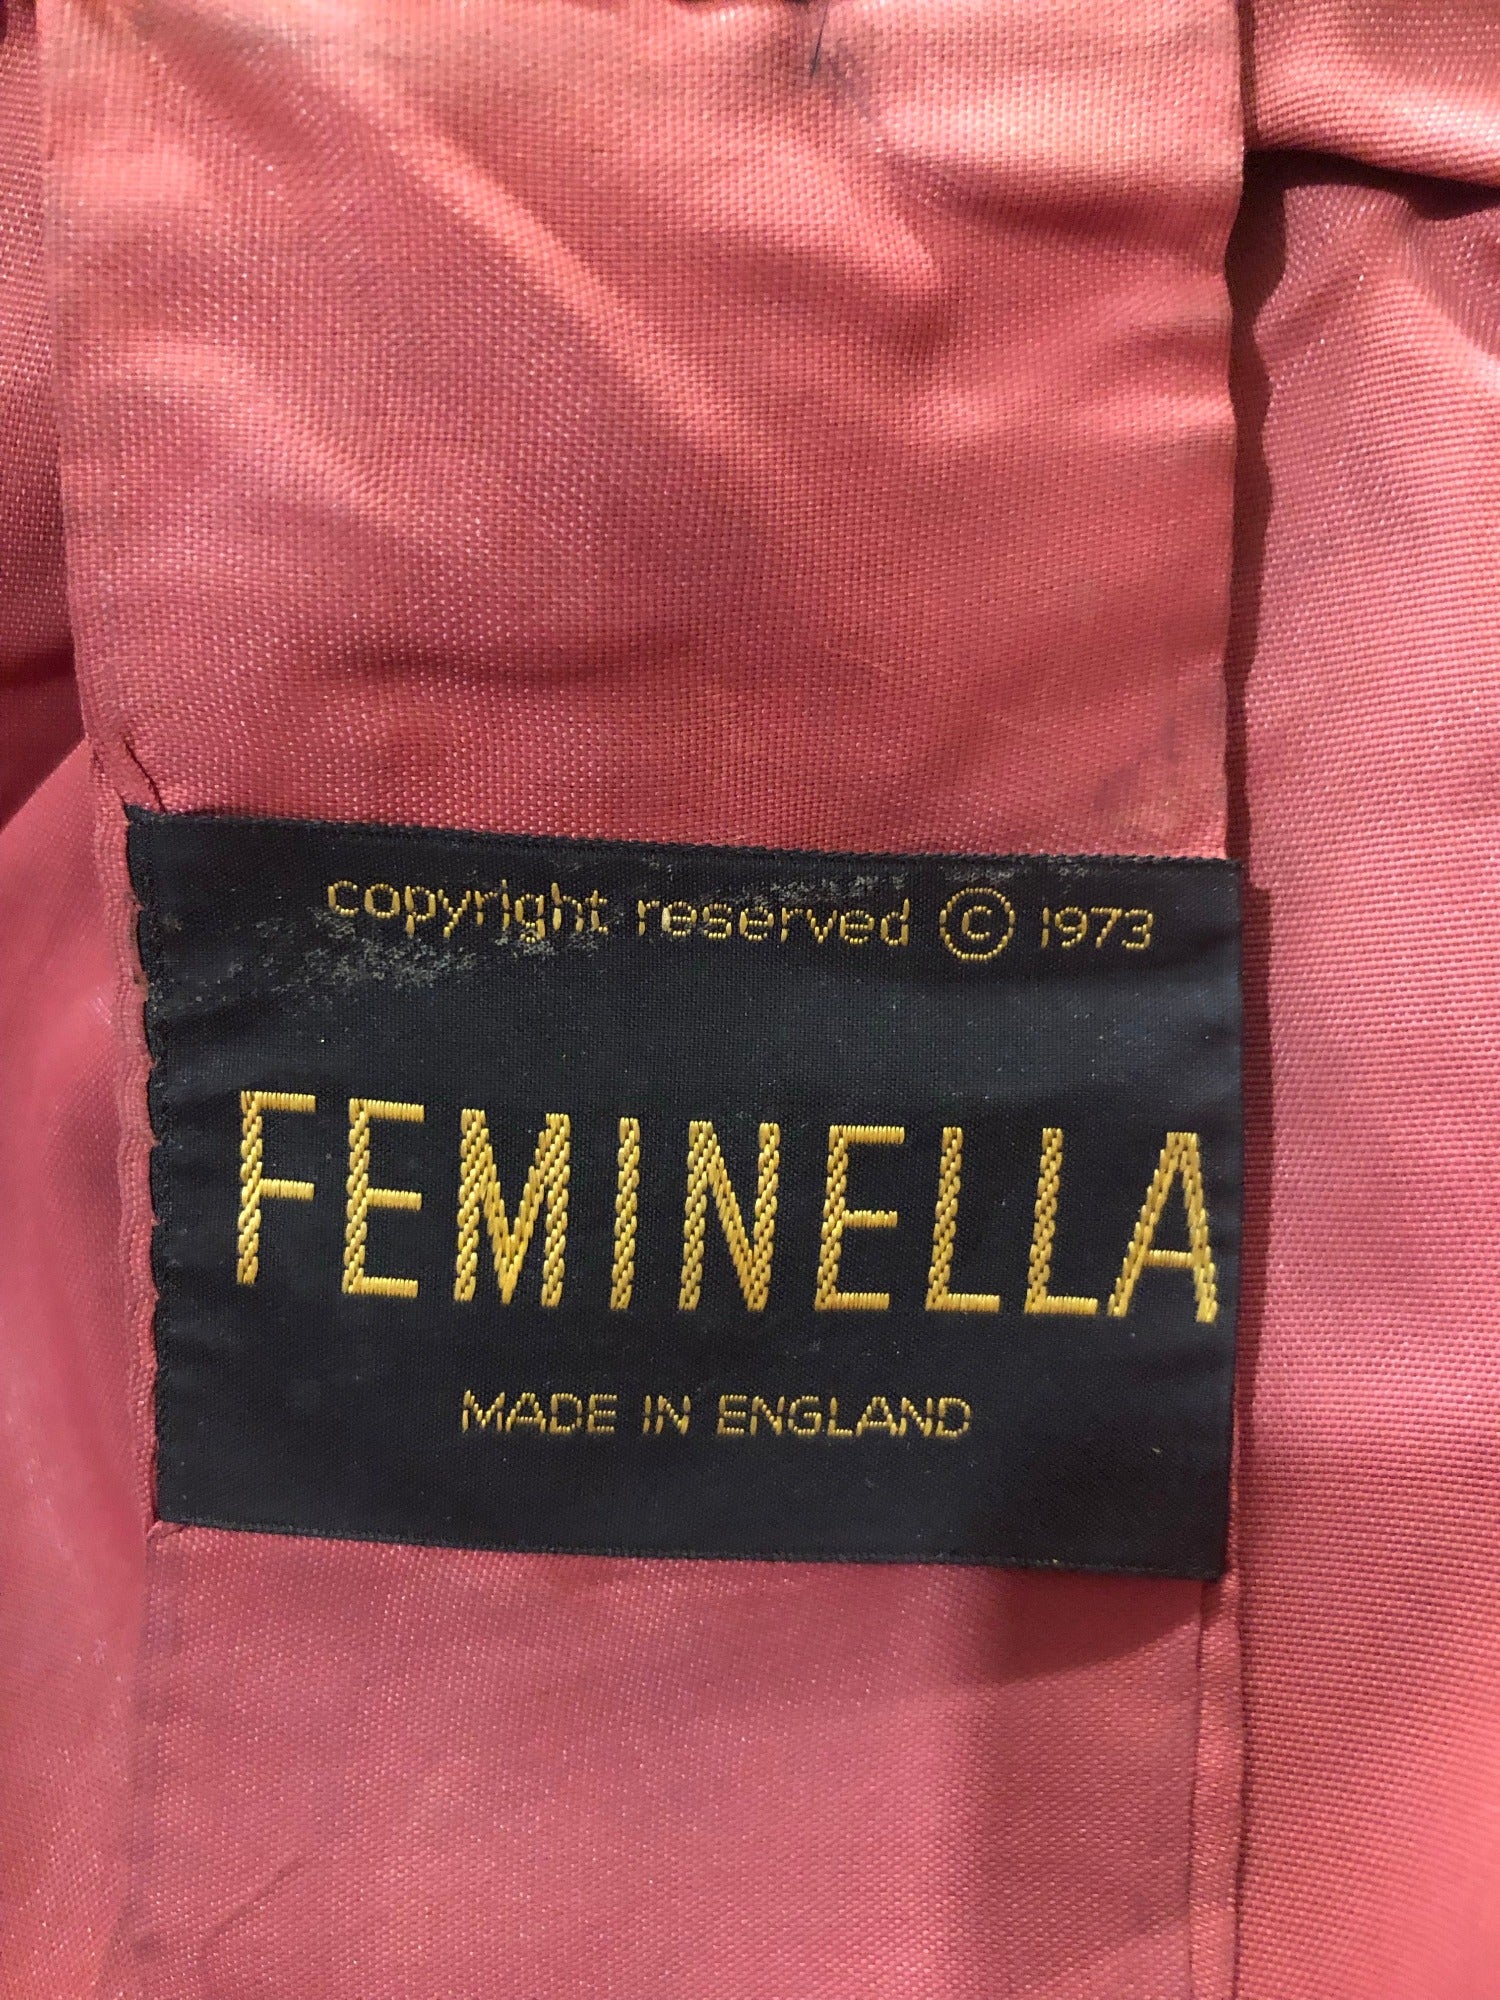 copyright reserved © 1973
FEMINELLA
MADE IN ENGLAND